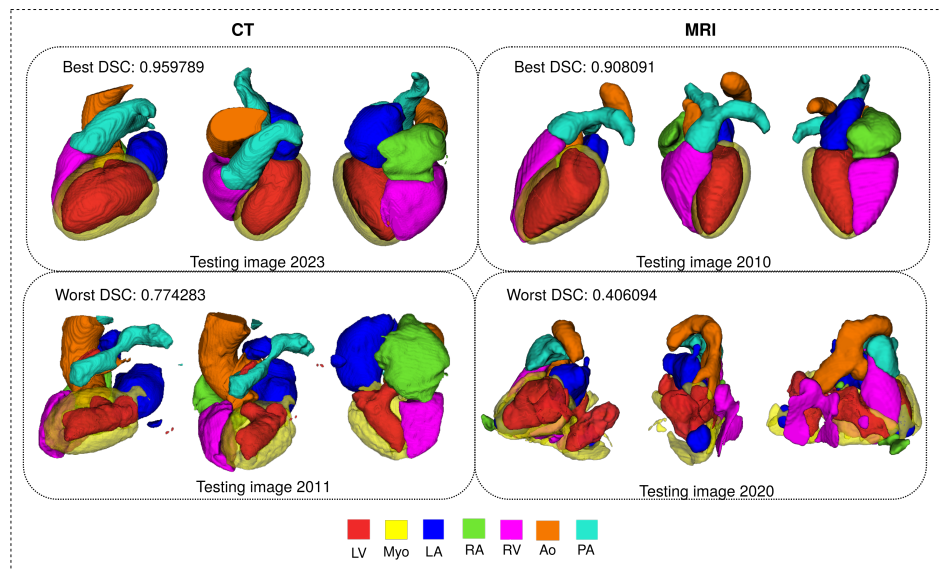 CT
MRI
Best DSC: 0.959789
Best DSC: 0.908091
Testing image 2023
Testing image 2010
Worst DSC: 0.774283
Worst DSC: 0.406094
Testing image 2011
Testing image 2020
LV Myo LA RA RV Ao PA